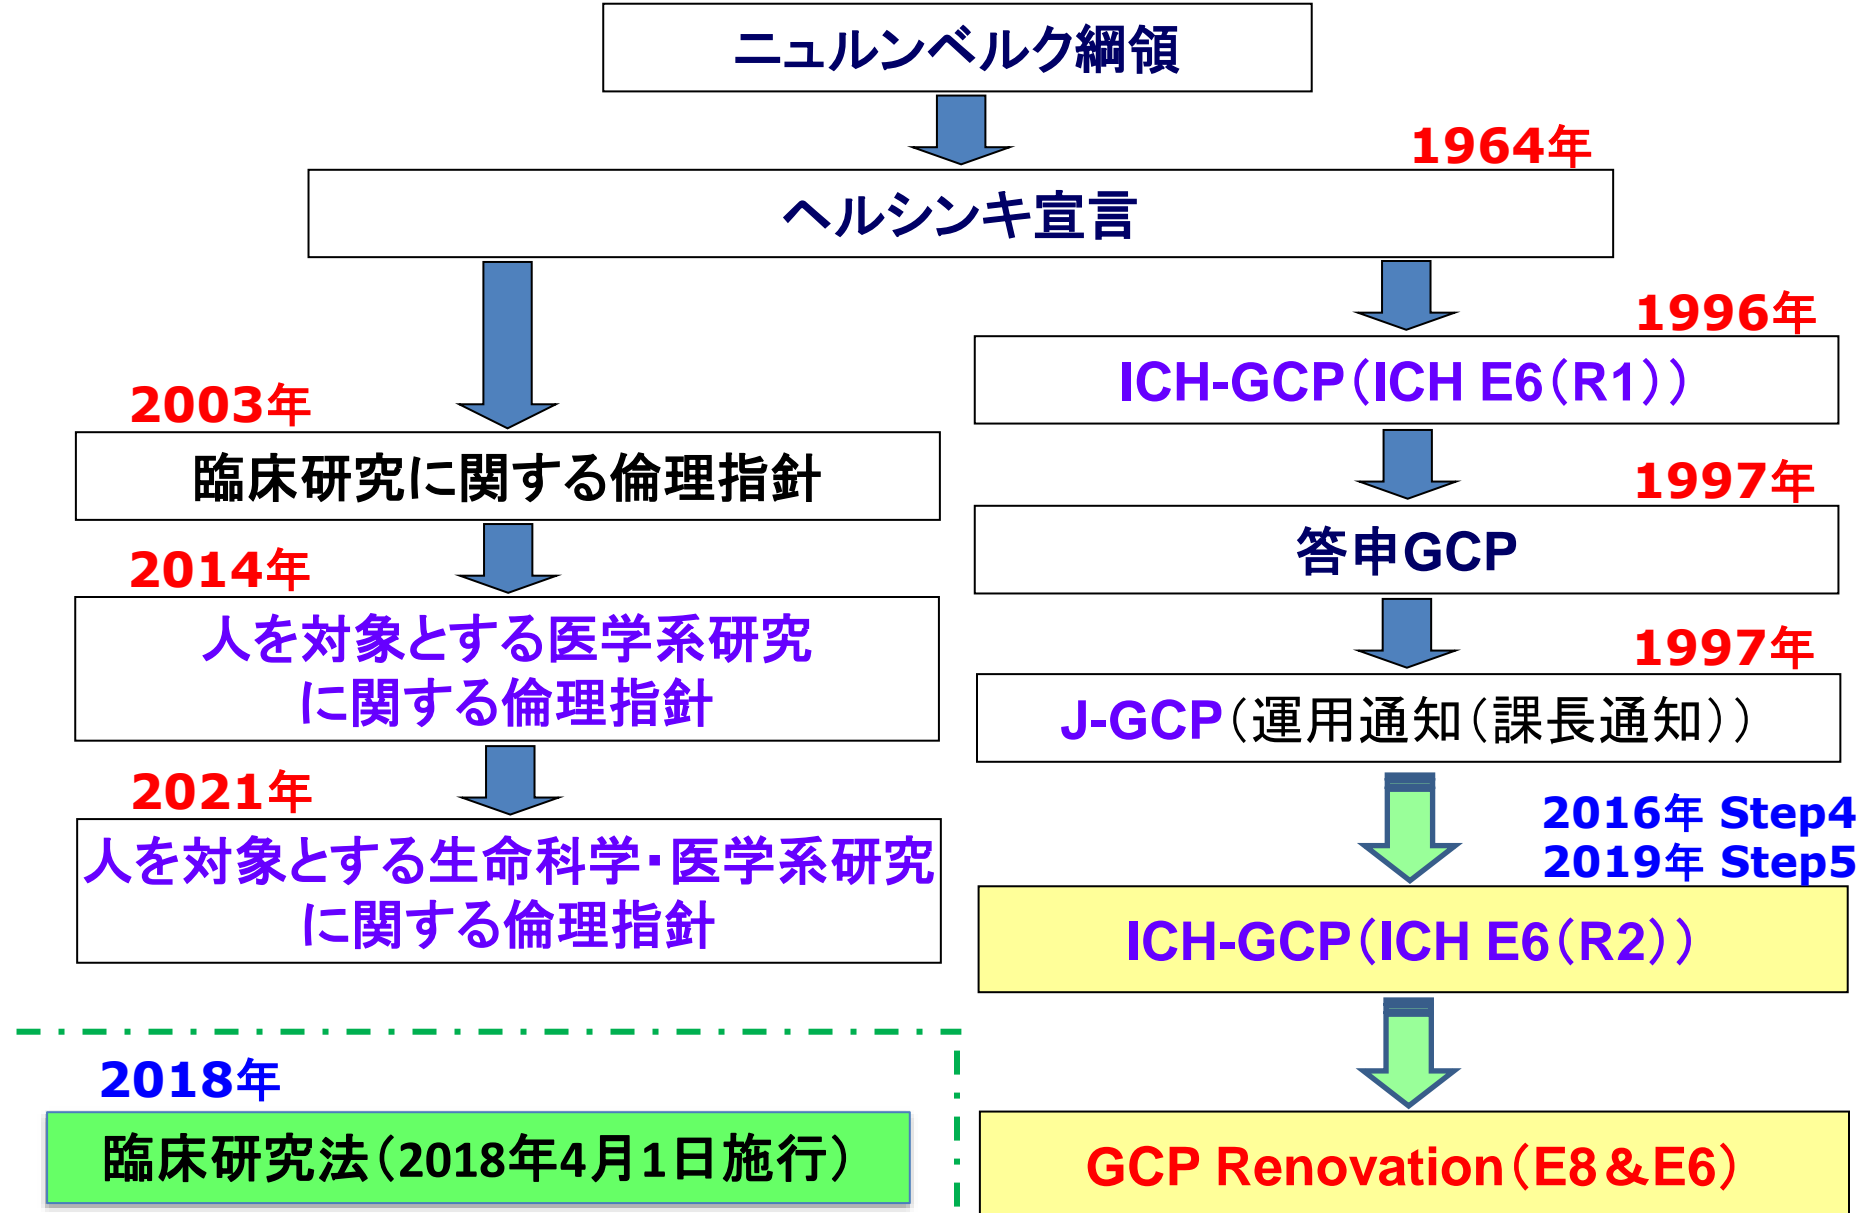 ニュルンベルク綱領
1964年
ヘルシンキ宣言
1996年
ICH-GCP（ICH E6（R1））
2003年
臨床研究に関する倫理指針
1997年
答申GCP
2014年
人を対象とする医学系研究
に関する倫理指針
1997年
J-GCP（運用通知（課長通知））
2021年
人を対象とする生命科学・医学系研究
に関する倫理指針
2016年 Step4
2019年 Step5
ICH-GCP（ICH E6（R2））
2018年
臨床研究法（2018年4月1日施行）
GCP Renovation（E8＆E6）